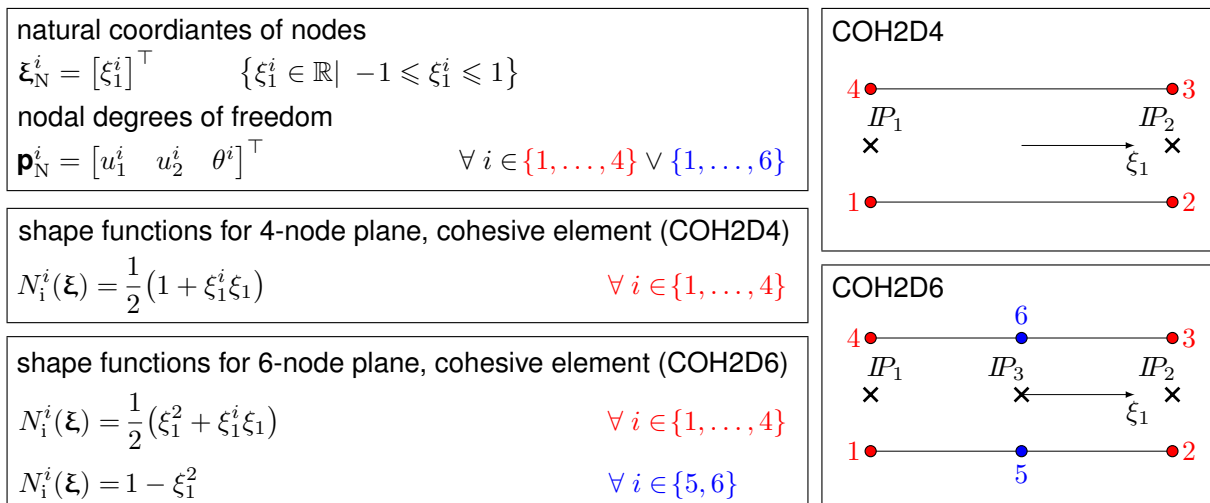 natural coordiantes of nodes
𝛏_N^i = [ξ_1^i]^⊤ {ξ_1^i ∈ ℝ| −1 ⩽ ξ_1^i ⩽ 1}
nodal degrees of freedom
𝐩_N^i = [u_1^i u_2^i θ^i]^⊤ ∀ i ∈ {1, . . . , 4} ∨ {1, . . . , 6}
shape functions for 4-node plane, cohesive element (COH2D4)
N_i^i(𝛏) = 1/2 (1 + ξ_1^i ξ_1) ∀ i ∈ {1, . . . , 4}
shape functions for 6-node plane, cohesive element (COH2D6)
N_i^i(𝛏) = 1/2 (ξ_1^2 + ξ_1^i ξ_1) ∀ i ∈ {1, . . . , 4}
N_i^i(𝛏) = 1 − ξ_1^2 ∀ i ∈ {5, 6}
COH2D4
4 3
IP_1 IP_2
ξ_1
1 2
COH2D6
6
4 3
IP_1 IP_3 IP_2
ξ_1
1 2
5